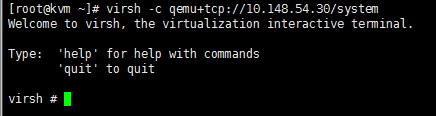 [root@kvm ~]# virsh -c qemu+tcp://10.148.54.30/system
Welcome to virsh, the virtualization interactive terminal.
Type:  'help' for help with commands
       'quit' to quit
virsh #